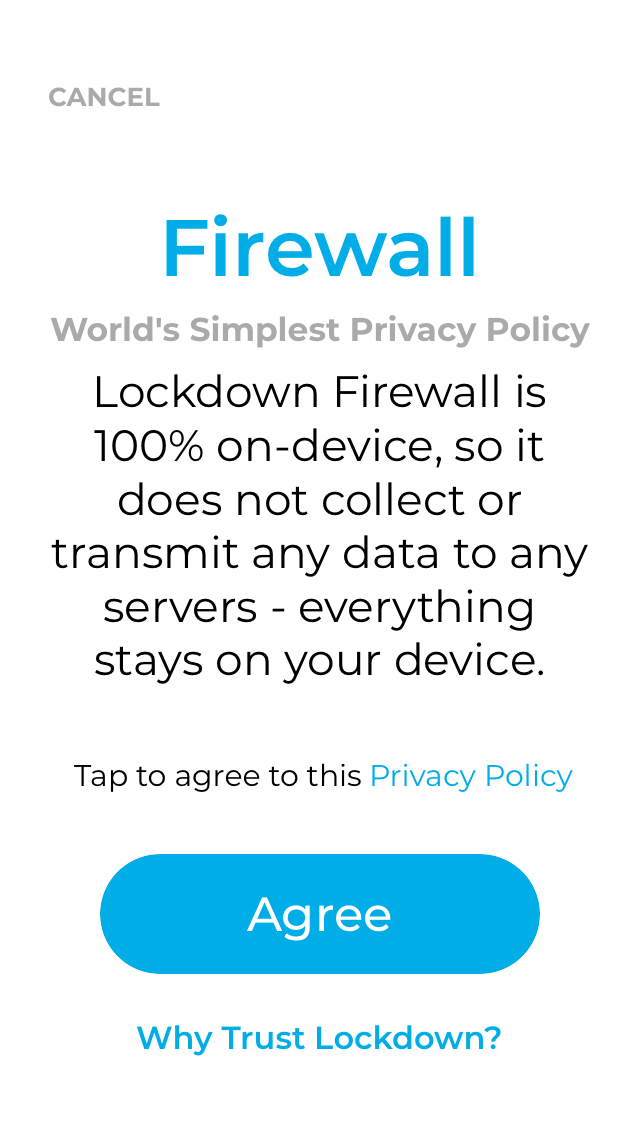 CANCEL
Firewall
World's Simplest Privacy Policy
Lockdown Firewall is
100% on-device, so it
does not collect or
transmit any data to any
servers - everything
stays on your device.
Tap to agree to this Privacy Policy
Agree
Why Trust Lockdown?